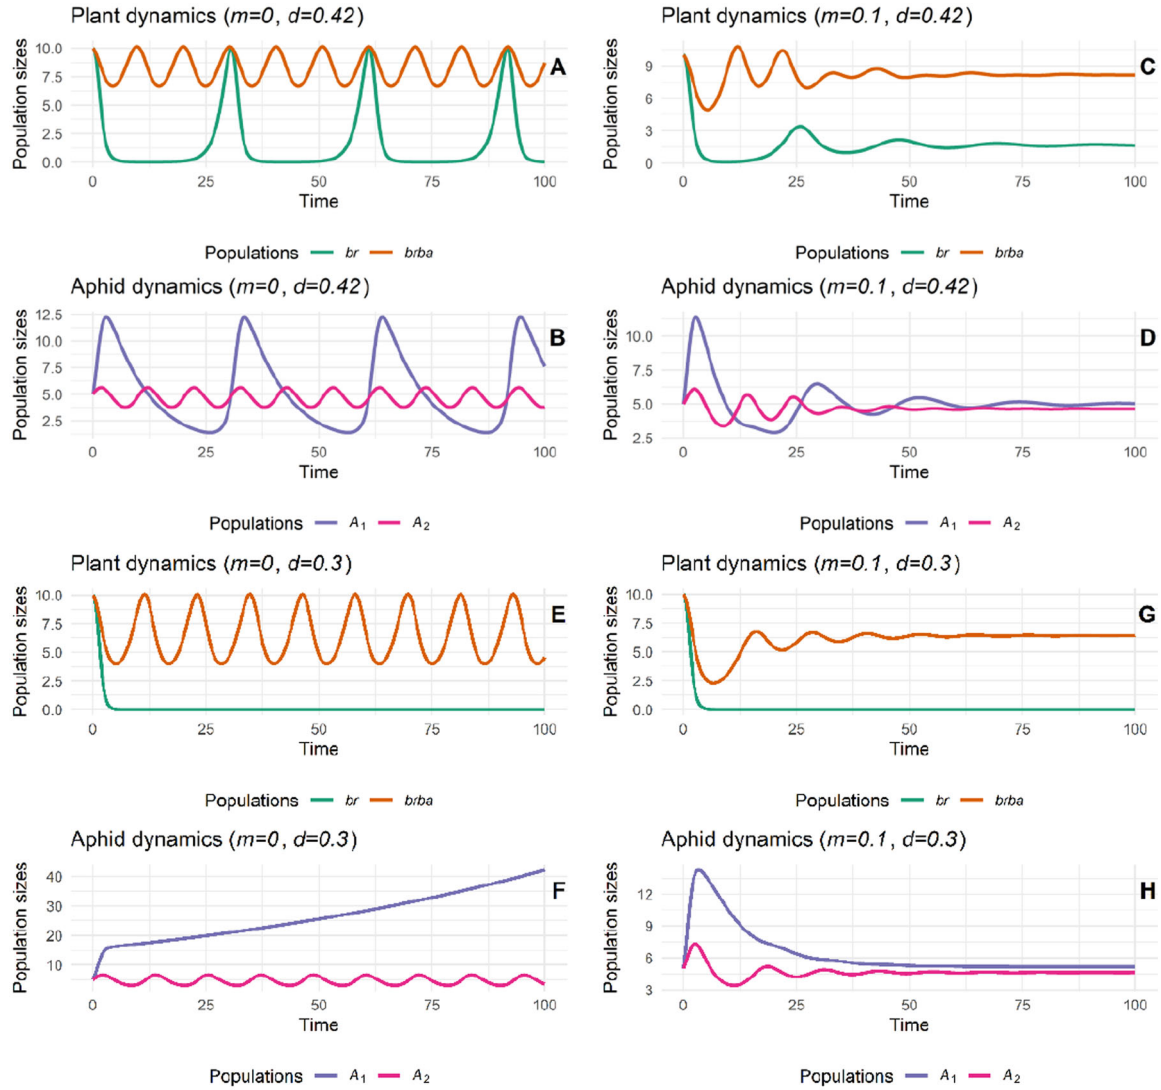 Plant dynamics (m=0, d=0.42)
Population sizes
10.0
7.5
5.0
2.5
0.0
A
0 25 50 75 100
Time
Populations br brba
Plant dynamics (m=0.1, d=0.42)
Population sizes
9
6
3
0
C
0 25 50 75 100
Time
Populations br brba
Aphid dynamics (m=0, d=0.42)
Population sizes
12.5
10.0
7.5
5.0
2.5
B
0 25 50 75 100
Time
Populations A1 A2
Aphid dynamics (m=0.1, d=0.42)
Population sizes
10.0
7.5
5.0
2.5
D
0 25 50 75 100
Time
Populations A1 A2
Plant dynamics (m=0, d=0.3)
Population sizes
10.0
7.5
5.0
2.5
0.0
E
0 25 50 75 100
Time
Populations br brba
Plant dynamics (m=0.1, d=0.3)
Population sizes
10.0
7.5
5.0
2.5
0.0
G
0 25 50 75 100
Time
Populations br brba
Aphid dynamics (m=0, d=0.3)
Population sizes
40
30
20
10
F
0 25 50 75 100
Time
Populations A1 A2
Aphid dynamics (m=0.1, d=0.3)
Population sizes
12
9
6
3
H
0 25 50 75 100
Time
Populations A1 A2